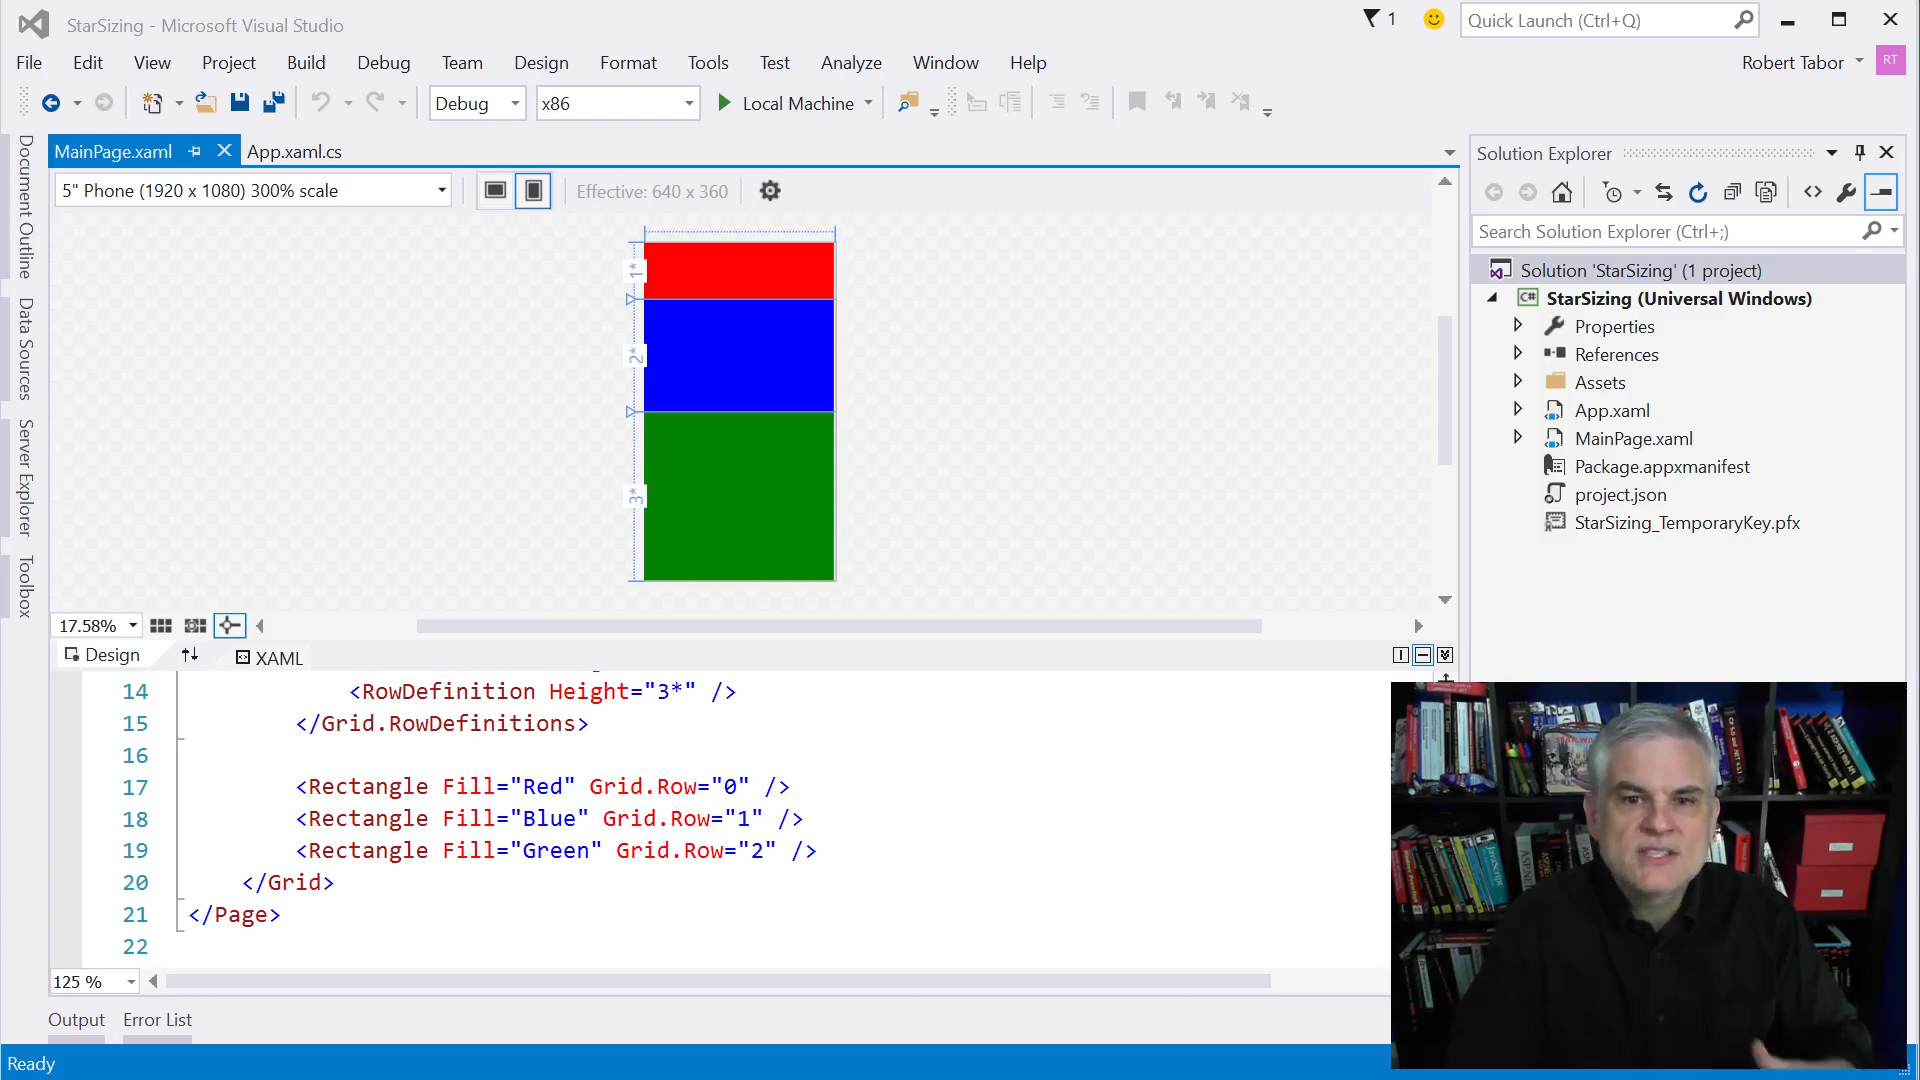 StarSizing - Microsoft Visual Studio
1
Quick Launch (Ctrl+Q)
File Edit View Project Build Debug Team Design Format Tools Test Analyze Window Help
Robert Tabor RT
Debug x86 Local Machine
MainPage.xaml App.xaml.cs
5" Phone (1920 x 1080) 300% scale Effective: 640 x 360
Document Outline
Data Sources
Server Explorer
Toolbox
1*
2*
3*
17.58%
Design XAML
14 <RowDefinition Height="3*" />
15 </Grid.RowDefinitions>
16
17 <Rectangle Fill="Red" Grid.Row="0" />
18 <Rectangle Fill="Blue" Grid.Row="1" />
19 <Rectangle Fill="Green" Grid.Row="2" />
20 </Grid>
21 </Page>
22
125 %
Output Error List
Ready
Solution Explorer
Search Solution Explorer (Ctrl+;)
Solution 'StarSizing' (1 project)
C# StarSizing (Universal Windows)
Properties
References
Assets
App.xaml
MainPage.xaml
Package.appxmanifest
project.json
StarSizing_TemporaryKey.pfx